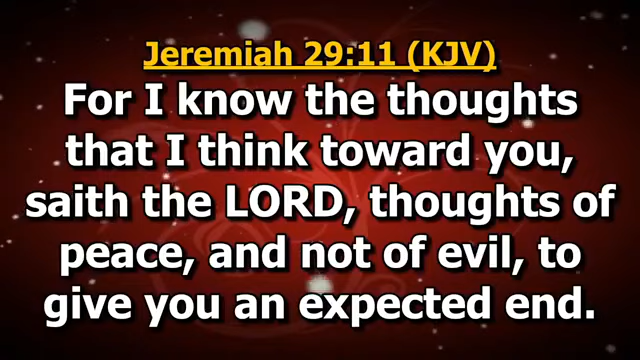 Jeremiah 29:11 (KJV)
For I know the thoughts
that I think toward you,
saith the LORD, thoughts of
peace, and not of evil, to
give you an expected end.